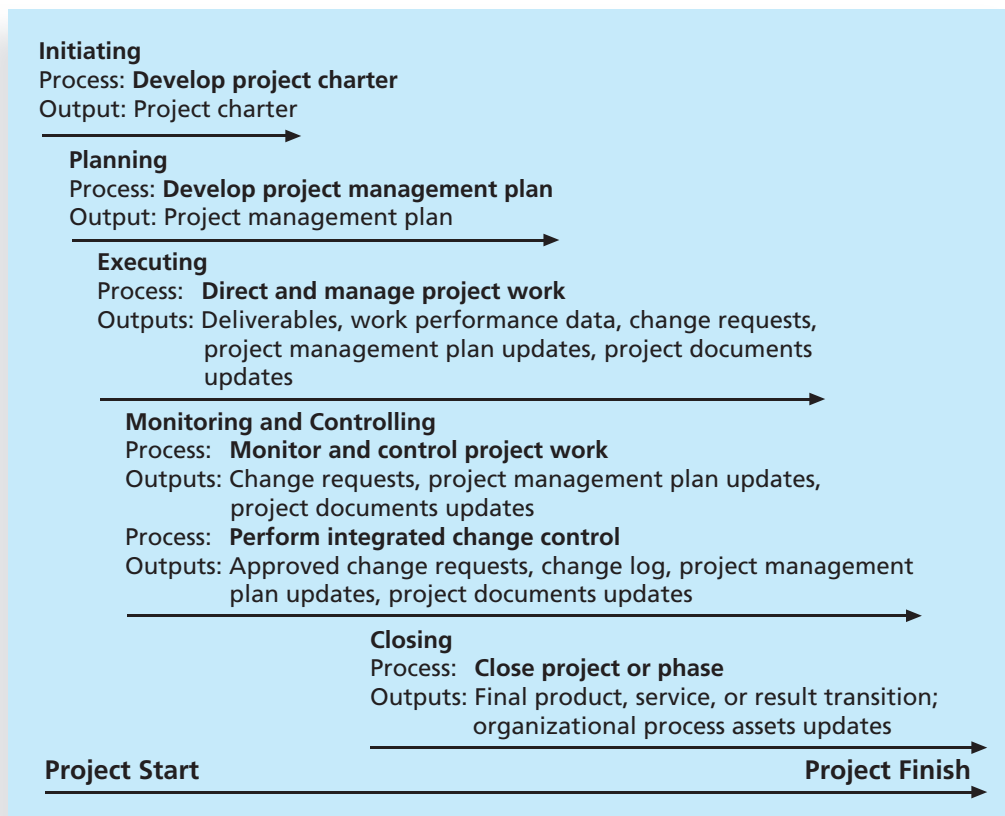 Initiating
Process: Develop project charter
Output: Project charter
Planning
Process: Develop project management plan
Output: Project management plan
Executing
Process: Direct and manage project work
Outputs: Deliverables, work performance data, change requests,
project management plan updates, project documents
updates
Monitoring and Controlling
Process: Monitor and control project work
Outputs: Change requests, project management plan updates,
project documents updates
Process: Perform integrated change control
Outputs: Approved change requests, change log, project management
plan updates, project documents updates
Closing
Process: Close project or phase
Outputs: Final product, service, or result transition;
organizational process assets updates
Project Start Project Finish